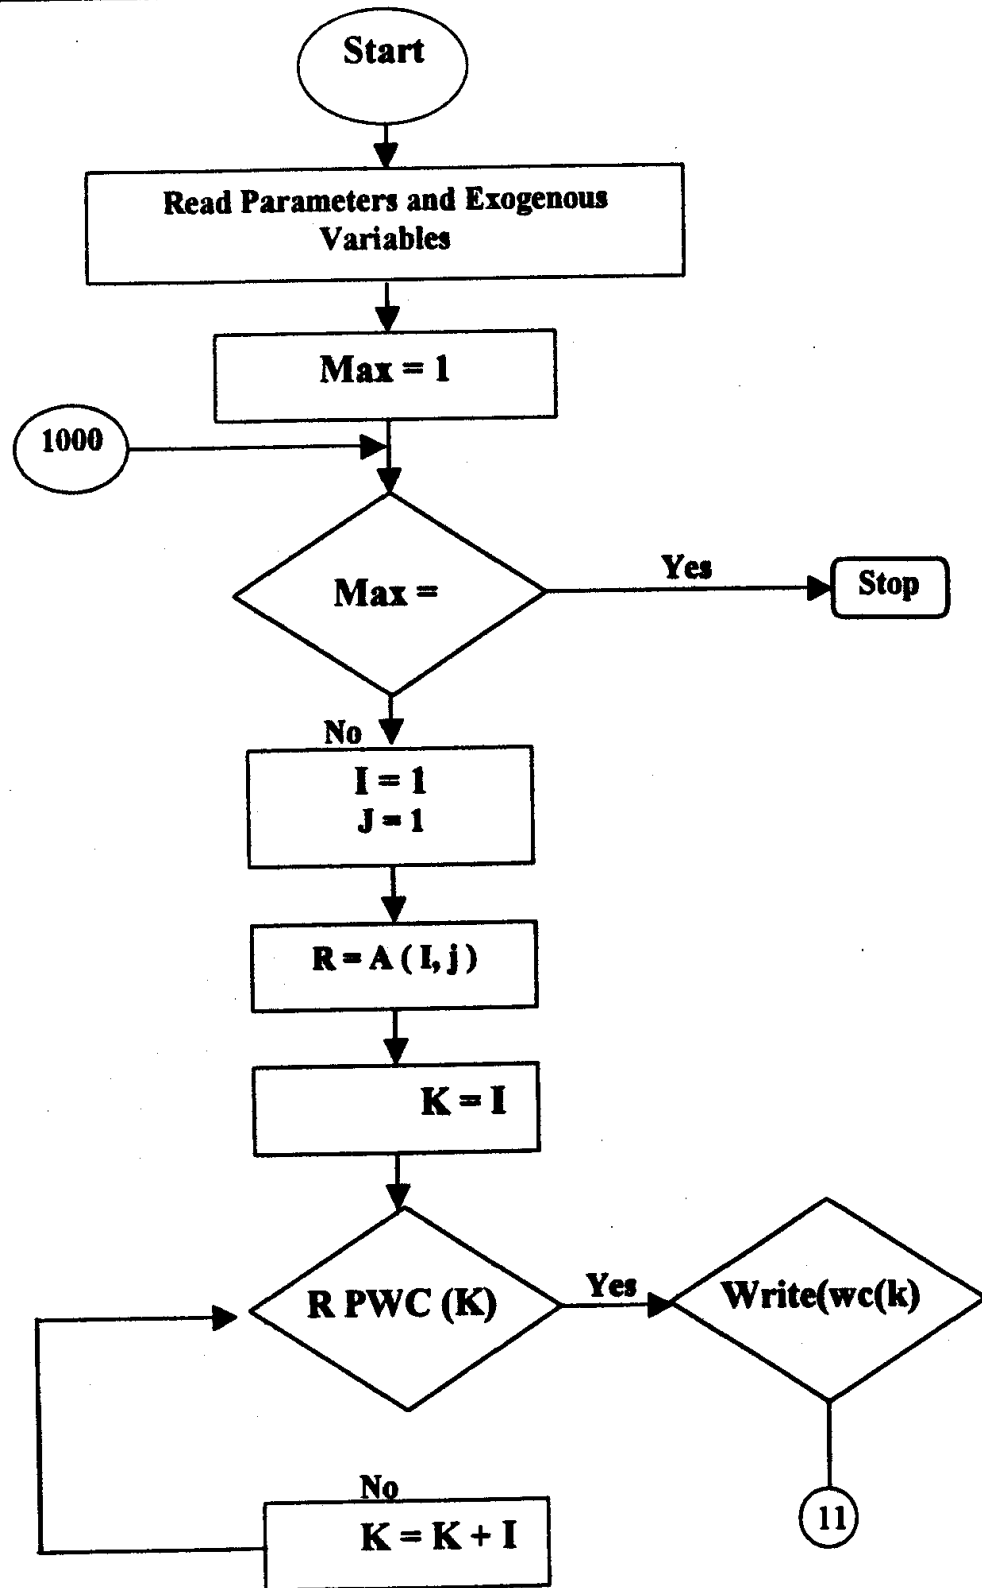 Start
Read Parameters and Exogenous
Variables
Max = 1
1000
Max =
Yes
Stop
No
I = 1
J = 1
R = A ( I, j )
K = I
R PWC (K)
Yes
Write(wc(k)
No
K = K + I
11